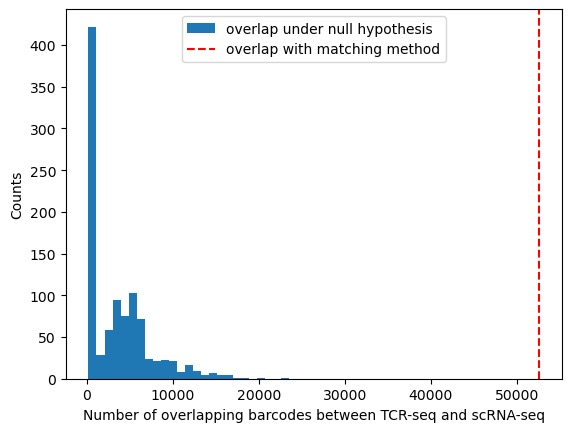 overlap under null hypothesis
overlap with matching method
Counts
400
350
300
250
200
150
100
50
0
0 10000 20000 30000 40000 50000
Number of overlapping barcodes between TCR-seq and scRNA-seq